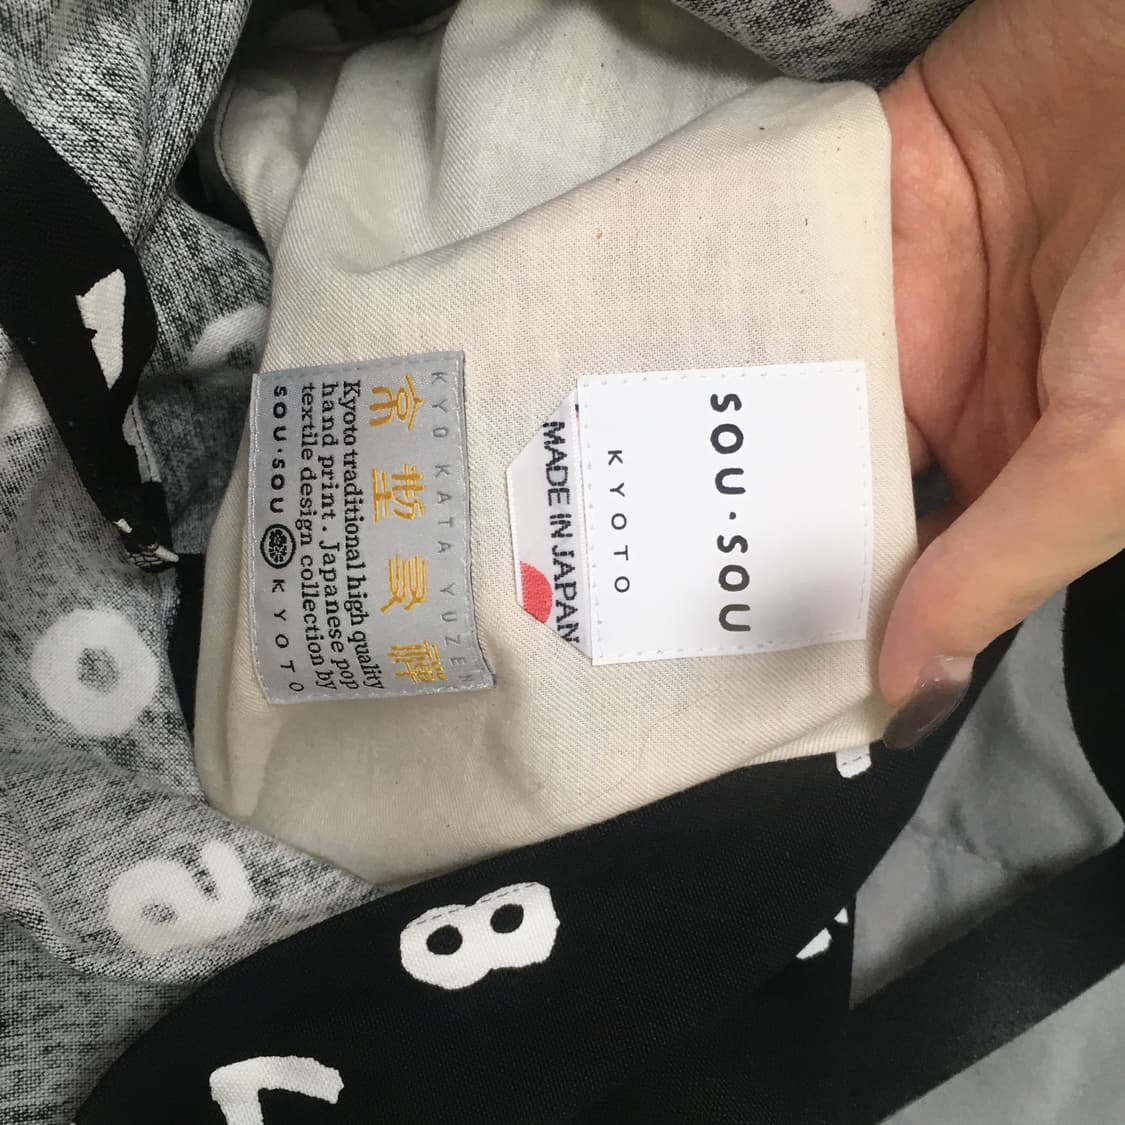 SOU・SOU
KYOTO
MADE IN JAPAN
KYO KATA YUZEN
京型友禅
Kyoto traditional high quality
hand print. Japanese pop
textile design collection by
SOU・SOU KYOTO
8